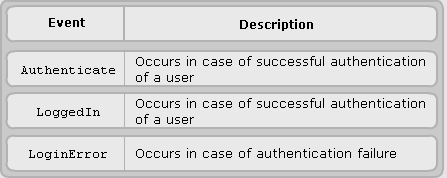 Event Description
Authenticate Occurs in case of successful authentication
of a user
LoggedIn Occurs in case of successful authentication
of a user
LoginError Occurs in case of authentication failure